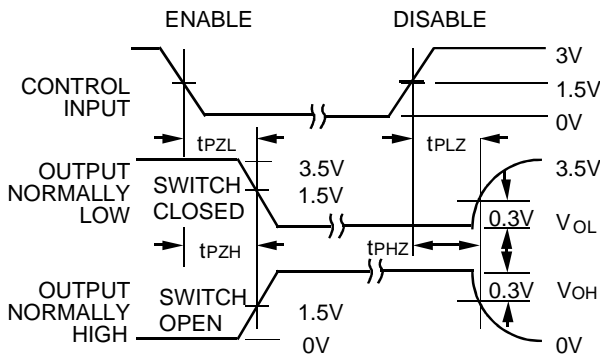 ENABLE DISABLE
3V
CONTROL
INPUT
1.5V
0V
tPZL
tPLZ
OUTPUT
NORMALLY
LOW
SWITCH
CLOSED
3.5V
1.5V
3.5V
0.3V
VOL
tPZH
tPHZ
OUTPUT
NORMALLY
HIGH
SWITCH
OPEN
1.5V
0V
0.3V
VOH
0V